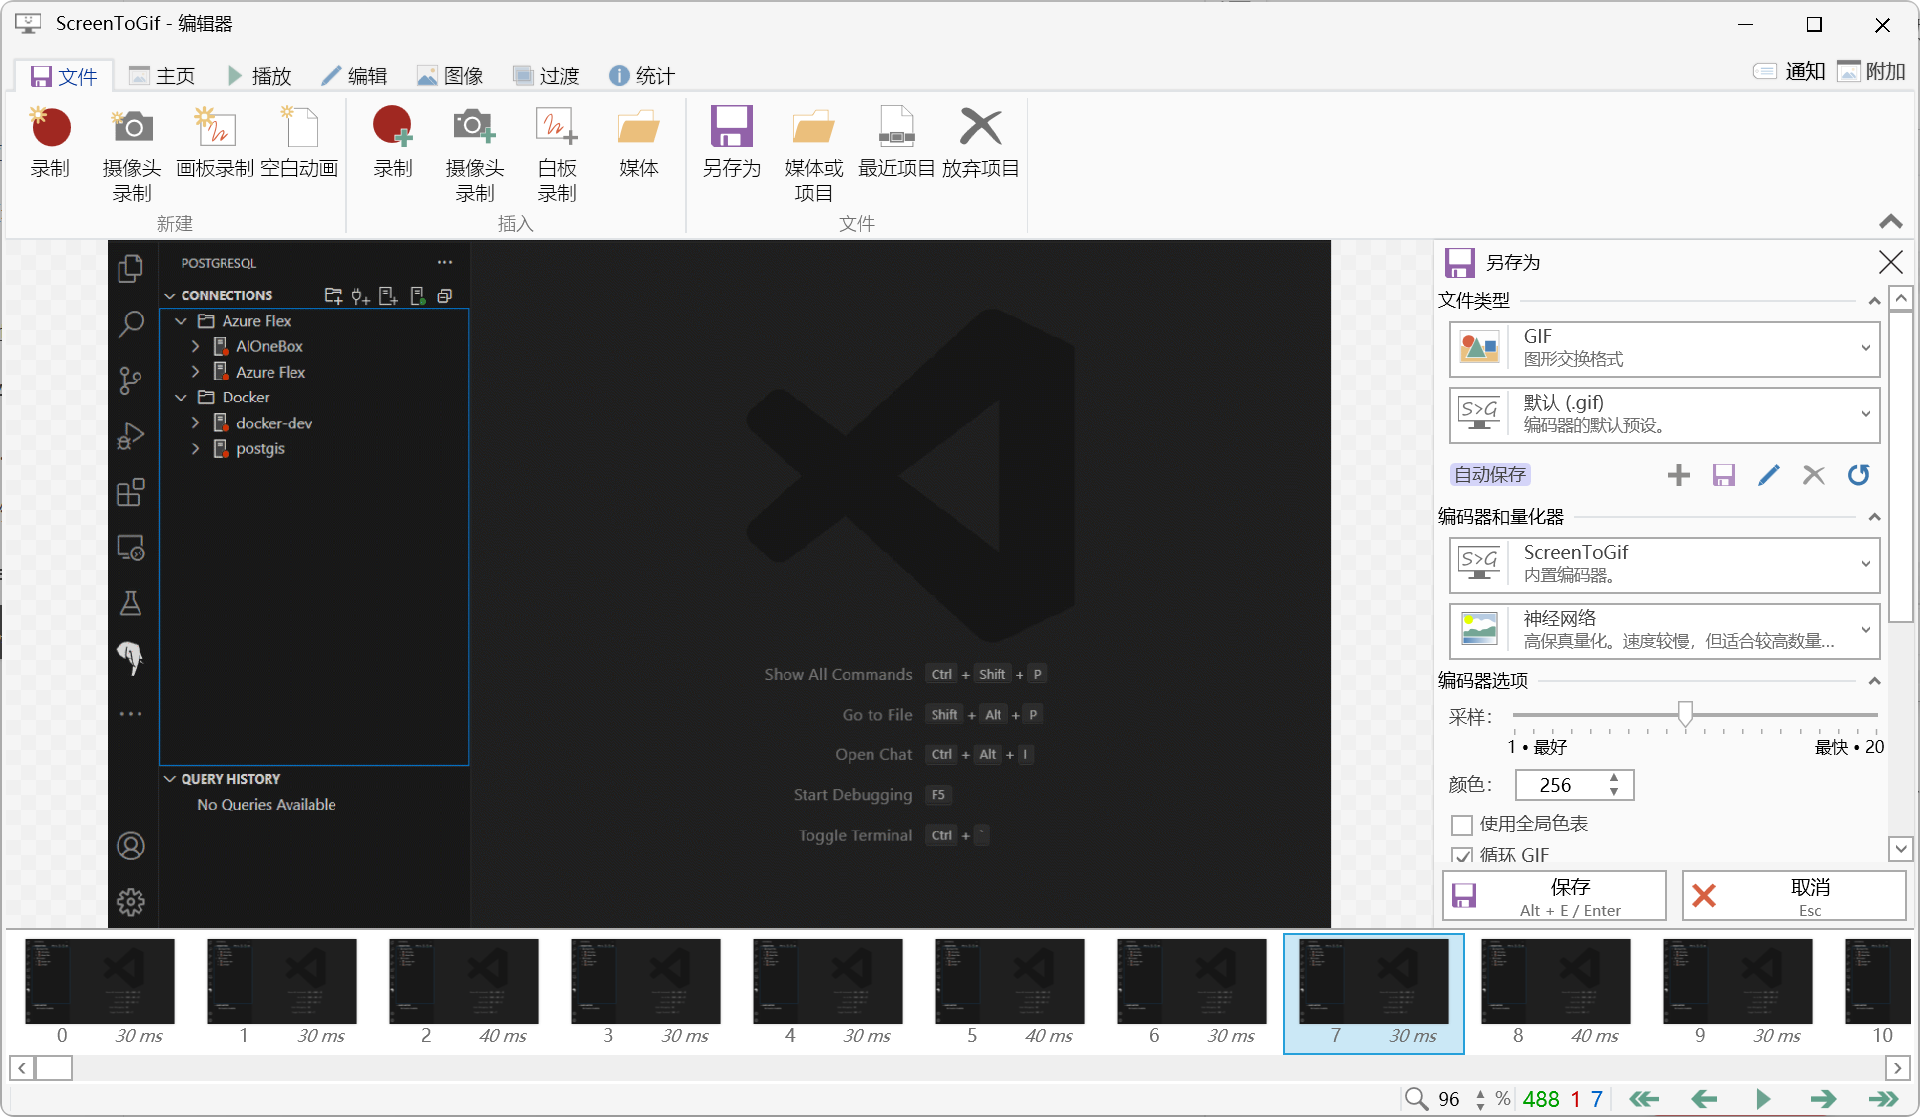 ScreenToGif - 编辑器
文件 主页 播放 编辑 图像 过渡 统计 通知 附加
录制 摄像头录制 画板录制 空白动画
新建
录制 摄像头录制 白板录制 媒体
插入
另存为 媒体或项目 最近项目 放弃项目
文件
POSTGRESQL
CONNECTIONS
Azure Flex
AIOneBox
Azure Flex
Docker
docker-dev
postgis
QUERY HISTORY
No Queries Available
Show All Commands Ctrl + Shift + P
Go to File Shift + Alt + P
Open Chat Ctrl + Alt + I
Start Debugging F5
Toggle Terminal Ctrl + `
另存为
文件类型
GIF
图形交换格式
S>G
默认 (.gif)
编码器的默认预设。
自动保存
编码器和量化器
S>G
ScreenToGif
内置编码器。
神经网络
高保真量化。速度较慢，但适合较高数量...
编码器选项
采样：
1 • 最好 最快 • 20
颜色： 256
使用全局色表
循环 GIF
保存
Alt + E / Enter
取消
Esc
0 30 ms 1 30 ms 2 40 ms 3 30 ms 4 30 ms 5 40 ms 6 30 ms 7 30 ms 8 40 ms 9 30 ms 10
96 % 488 1 7